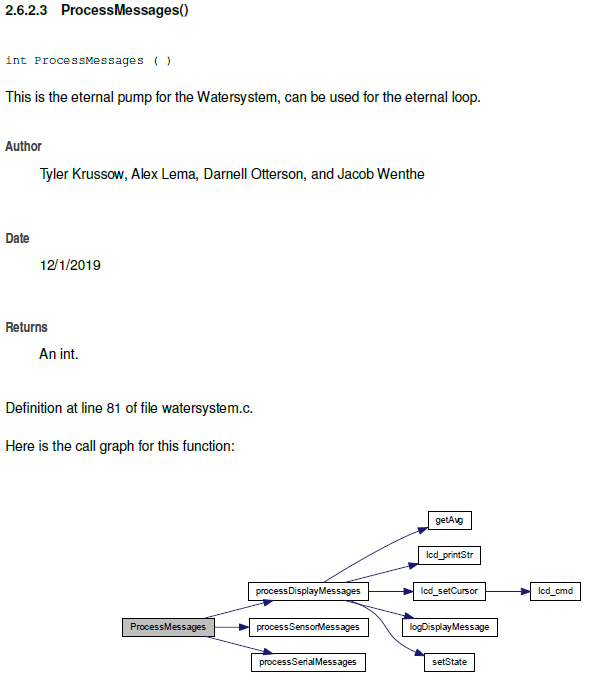 2.6.2.3 ProcessMessages()
int ProcessMessages ( )
This is the eternal pump for the Watersystem, can be used for the eternal loop.
Author
Tyler Krussow, Alex Lema, Darnell Otterson, and Jacob Wenthe
Date
12/1/2019
Returns
An int.
Definition at line 81 of file watersystem.c.
Here is the call graph for this function:
getAvg
lcd_printStr
processDisplayMessages
lcd_setCursor
lcd_cmd
ProcessMessages
processSensorMessages
logDisplayMessage
processSerialMessages
setState